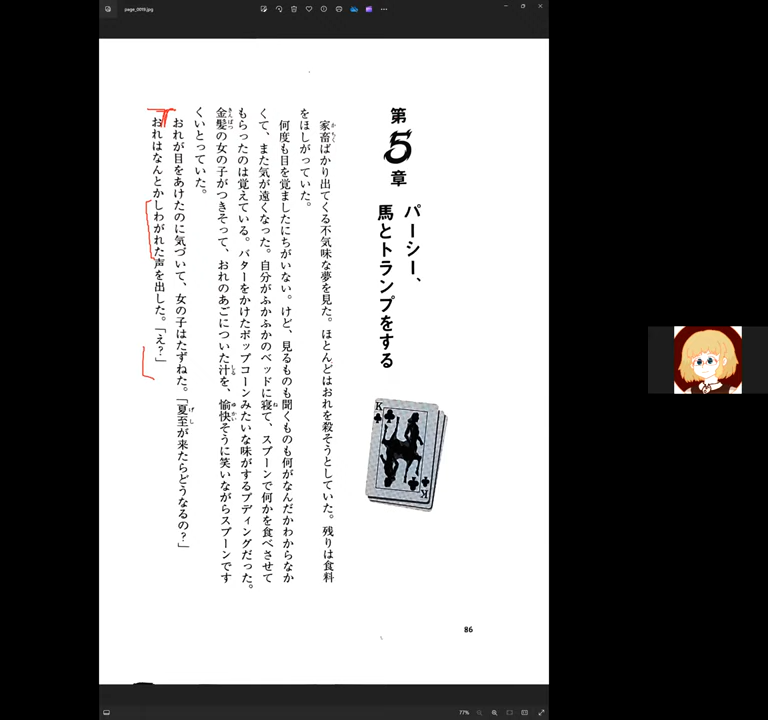 page_0019.jpg
第5章
パーシー、
馬とトランプをする
K
K
家畜ばかり出てくる不気味な夢を見た。ほとんどはおれを殺そうとしていた。残りは食料
をほしがっていた。
何度も目を覚ましたにちがいない。けど、見るものも聞くものも何がなんだかわからなか
くて、また気が遠くなった。自分がふかふかのベッドに寝て、スプーンで何かを食べさせて
もらったのは覚えている。バターをかけたポップコーンみたいな味がするプディングだった。
金髪の女の子がつきそって、おれのあごについた汁を、愉快そうに笑いながらスプーンです
くいとっていた。
おれが目をあけたのに気づいて、女の子はたずねた。「夏至が来たらどうなるの？」
おれはなんとかしわがれた声を出した。「え？」
86
77%